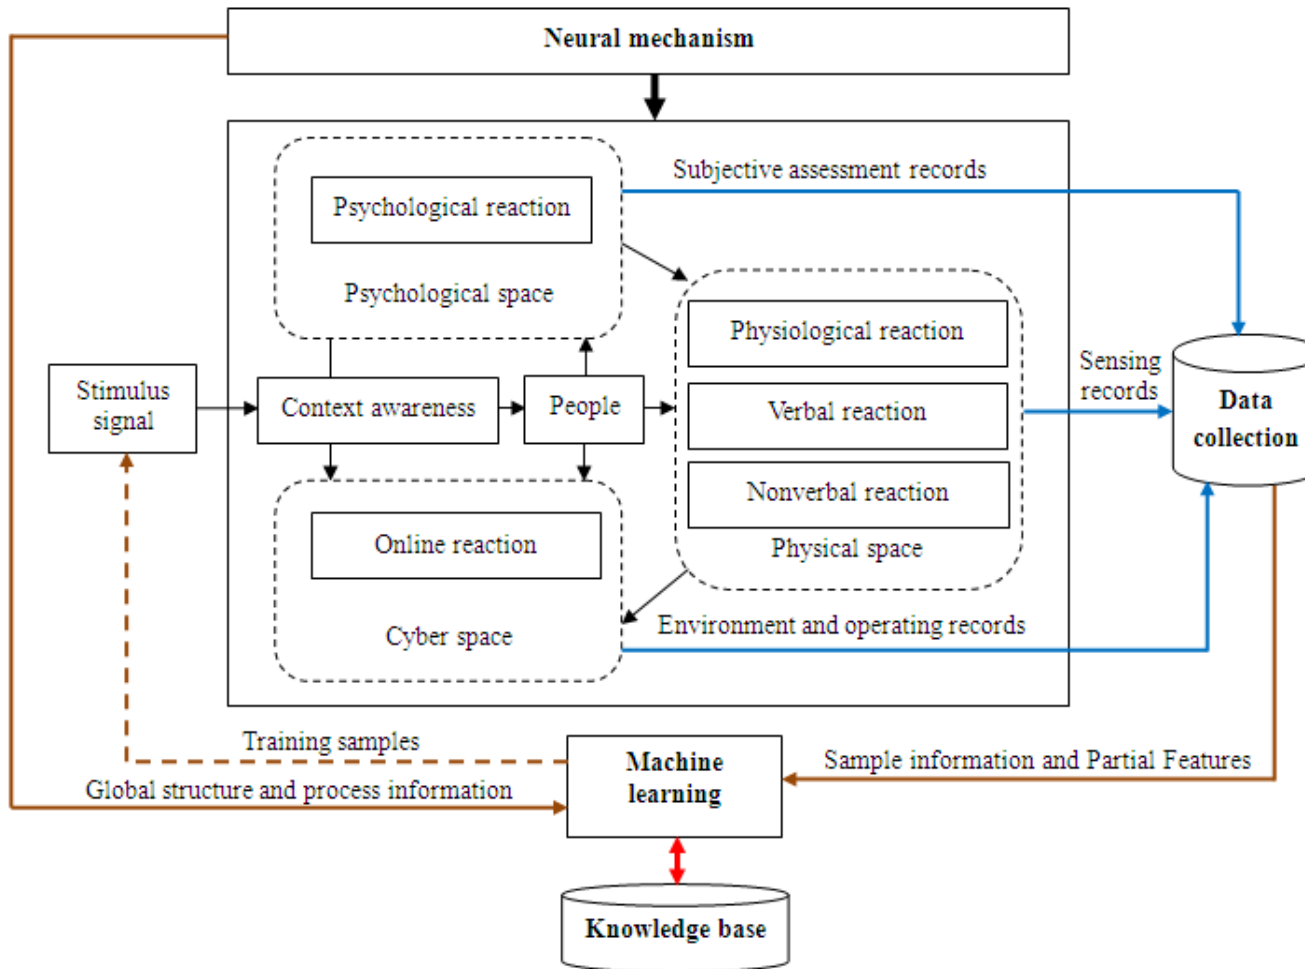 Neural mechanism
Subjective assessment records
Psychological reaction
Psychological space
Physiological reaction
Stimulus
signal
Context awareness
People
Verbal reaction
Sensing
records
Data
collection
Nonverbal reaction
Physical space
Online reaction
Cyber space
Environment and operating records
Training samples
Global structure and process information
Machine
learning
Sample information and Partial Features
Knowledge base